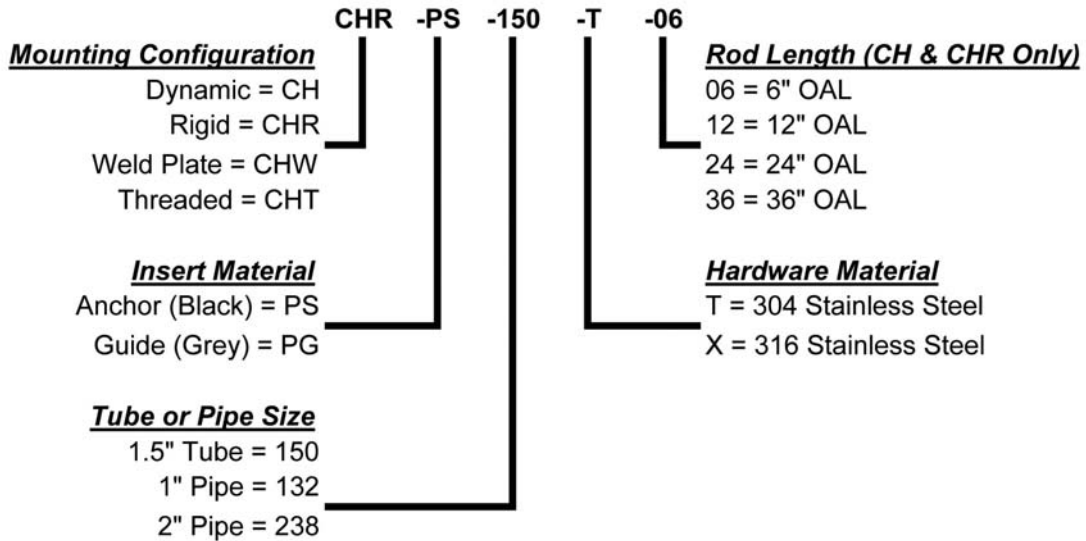 CHR -PS -150 -T -06
Mounting Configuration
Dynamic = CH
Rigid = CHR
Weld Plate = CHW
Threaded = CHT
Insert Material
Anchor (Black) = PS
Guide (Grey) = PG
Tube or Pipe Size
1.5" Tube = 150
1" Pipe = 132
2" Pipe = 238
Rod Length (CH & CHR Only)
06 = 6" OAL
12 = 12" OAL
24 = 24" OAL
36 = 36" OAL
Hardware Material
T = 304 Stainless Steel
X = 316 Stainless Steel